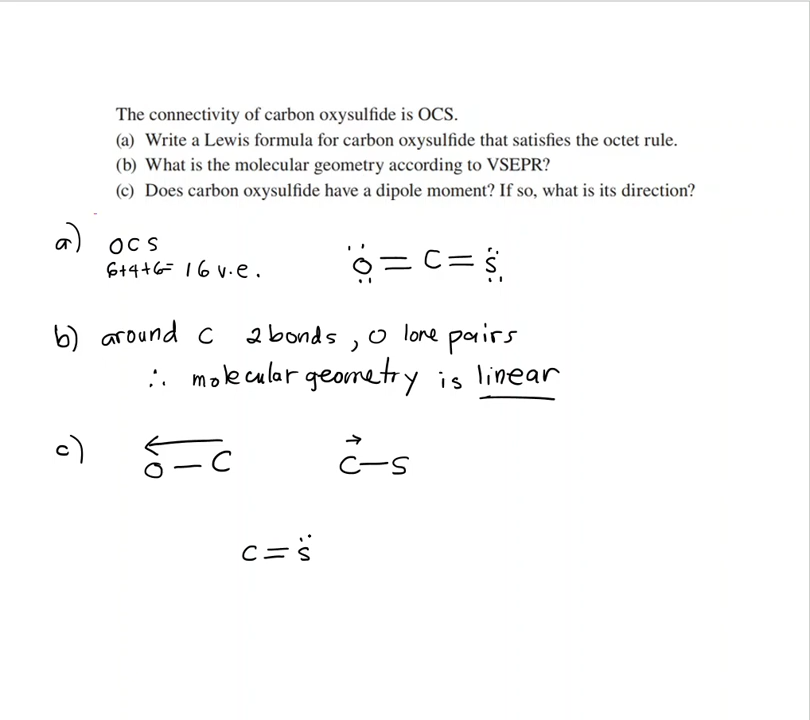 The connectivity of carbon oxysulfide is OCS.
(a) Write a Lewis formula for carbon oxysulfide that satisfies the octet rule.
(b) What is the molecular geometry according to VSEPR?
(c) Does carbon oxysulfide have a dipole moment? If so, what is its direction?
a) OCS
6+4+6= 16 v.e.
O=C=S
b) around C 2 bonds, 0 lone pairs
∴ molecular geometry is linear
c) O-C C-S
C=S